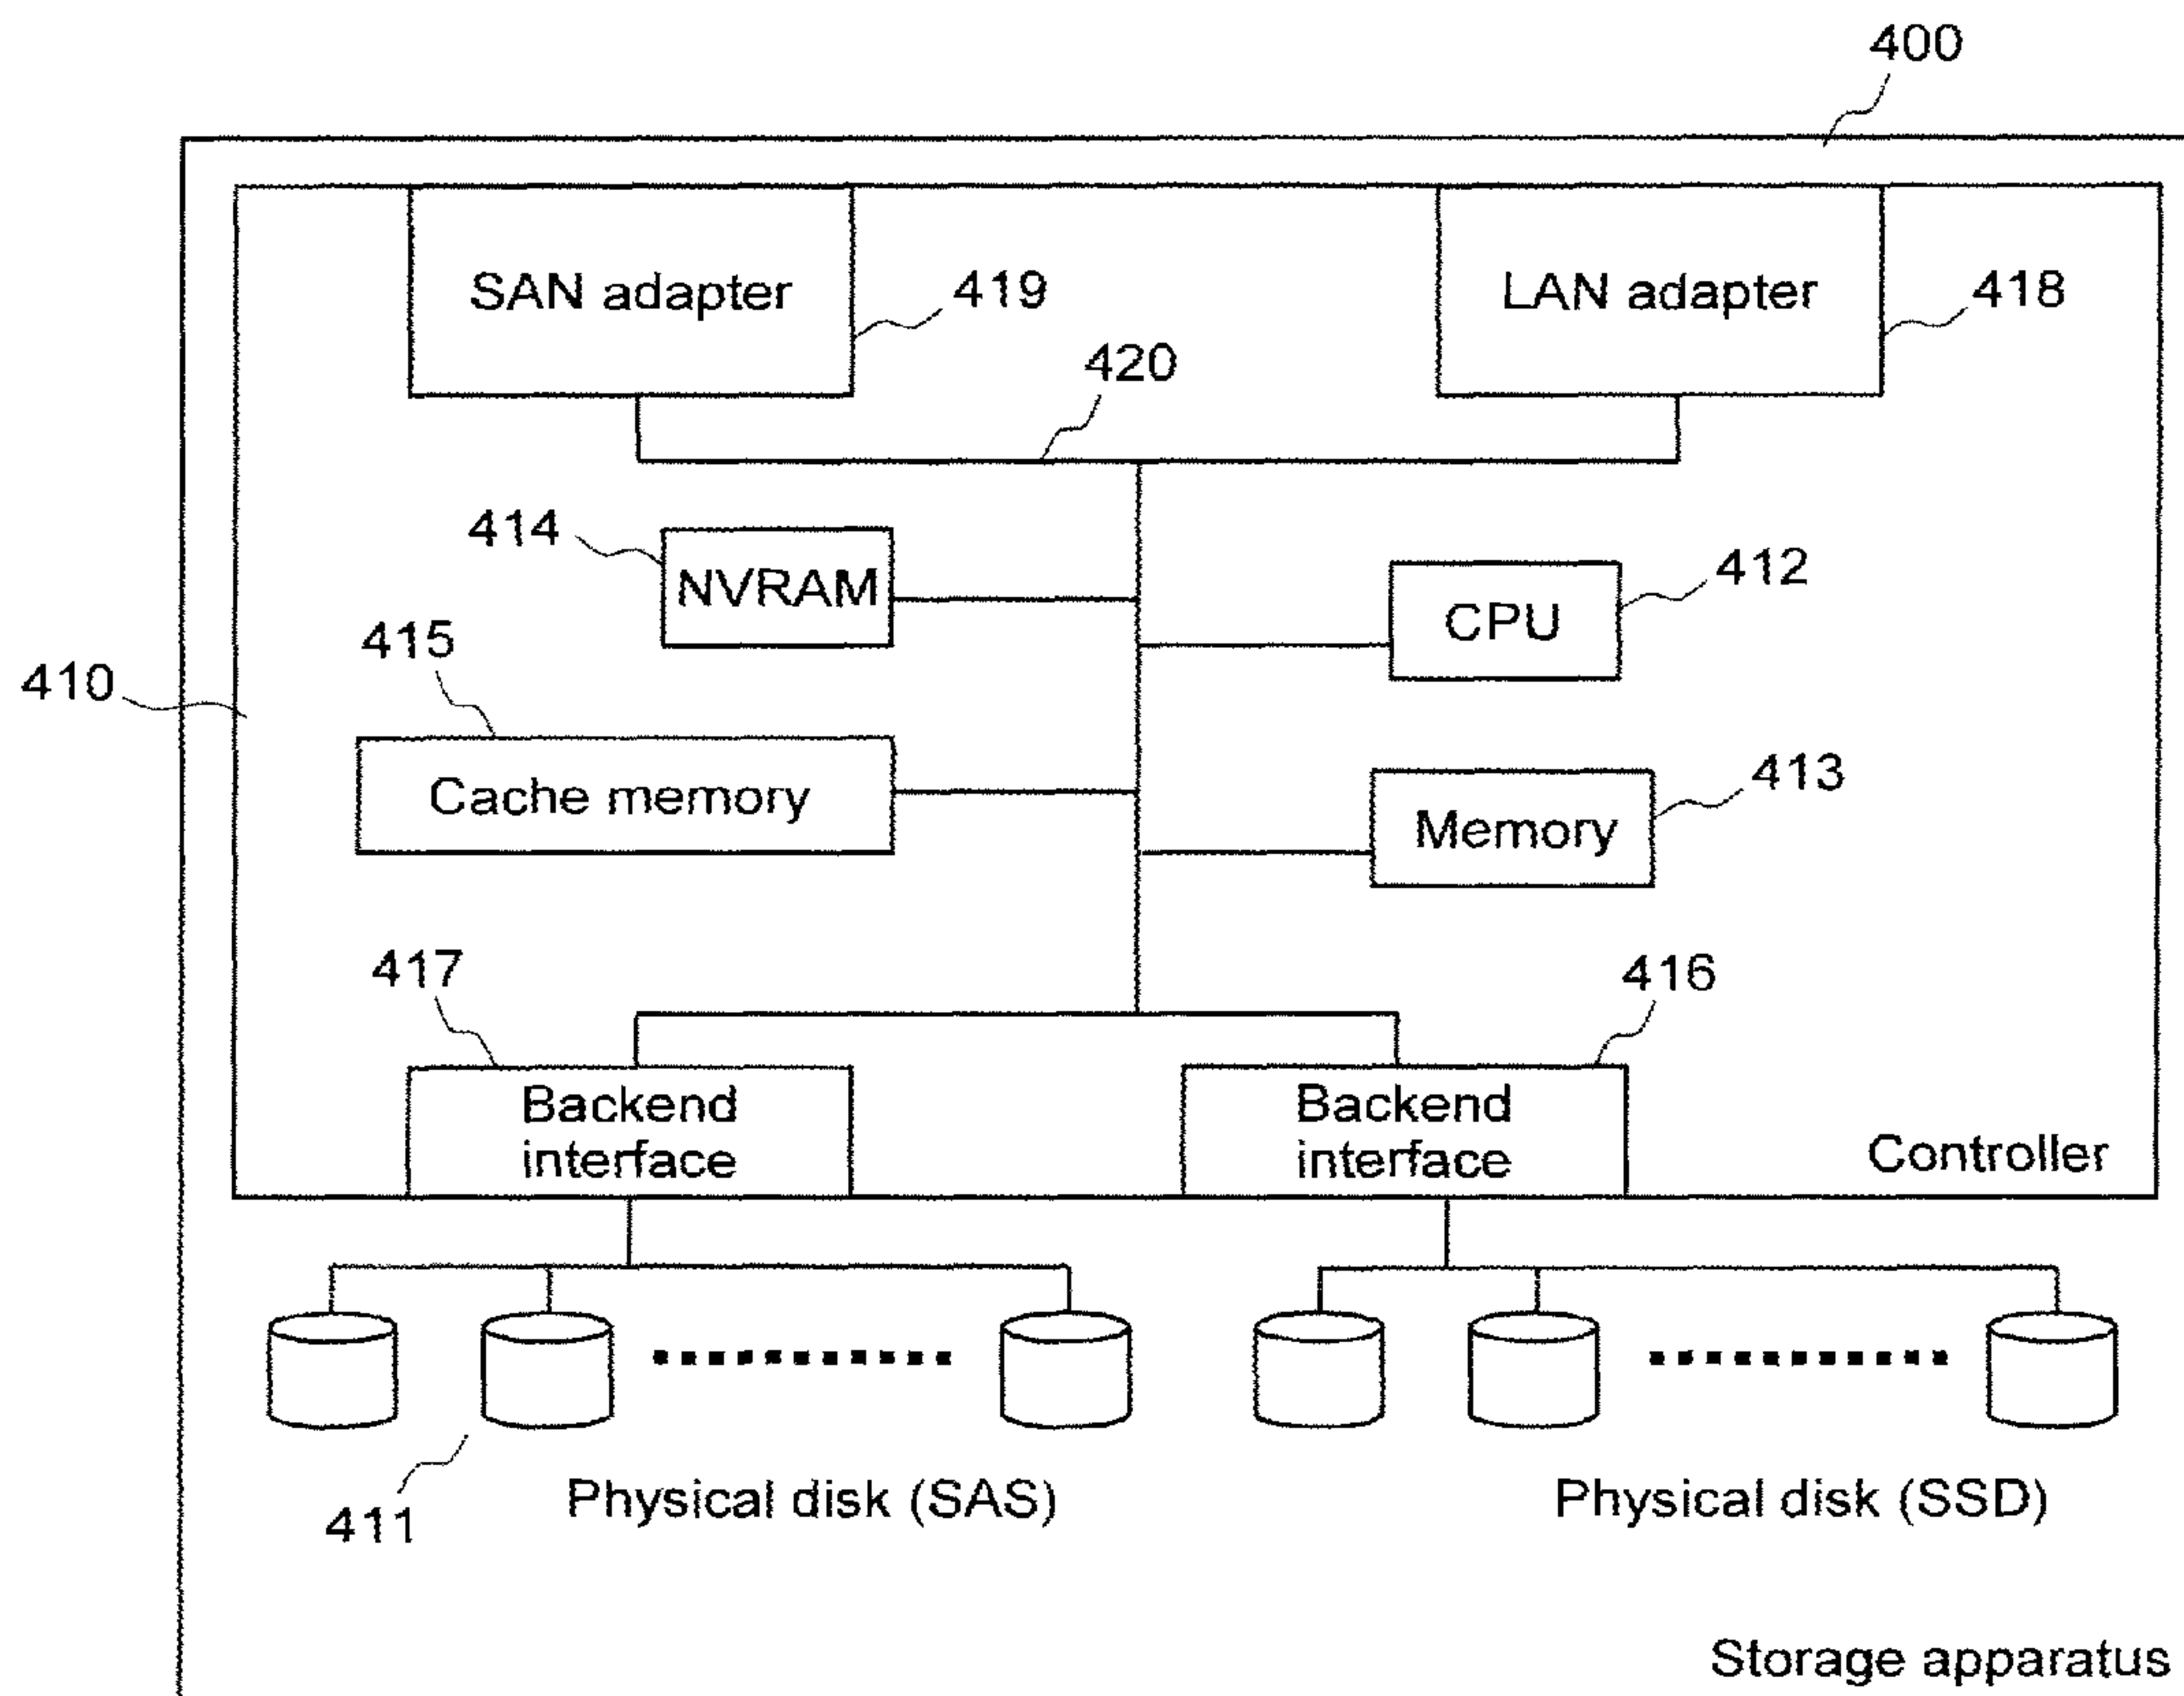 400
SAN adapter
419
LAN adapter
418
420
414
NVRAM
412
CPU
415
410
Cache memory
413
Memory
417
416
Backend
interface
Backend
interface
Controller
411
Physical disk (SAS)
Physical disk (SSD)
Storage apparatus